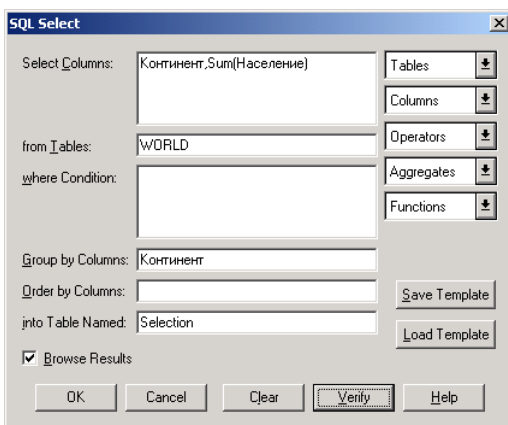 SQL Select
Select Columns: Континент,Sum(Население)
Tables
Columns
from Tables: WORLD
Operators
where Condition:
Aggregates
Functions
Group by Columns: Континент
Order by Columns:
Save Template
into Table Named: Selection
Load Template
Browse Results
OK Cancel Clear Verify Help